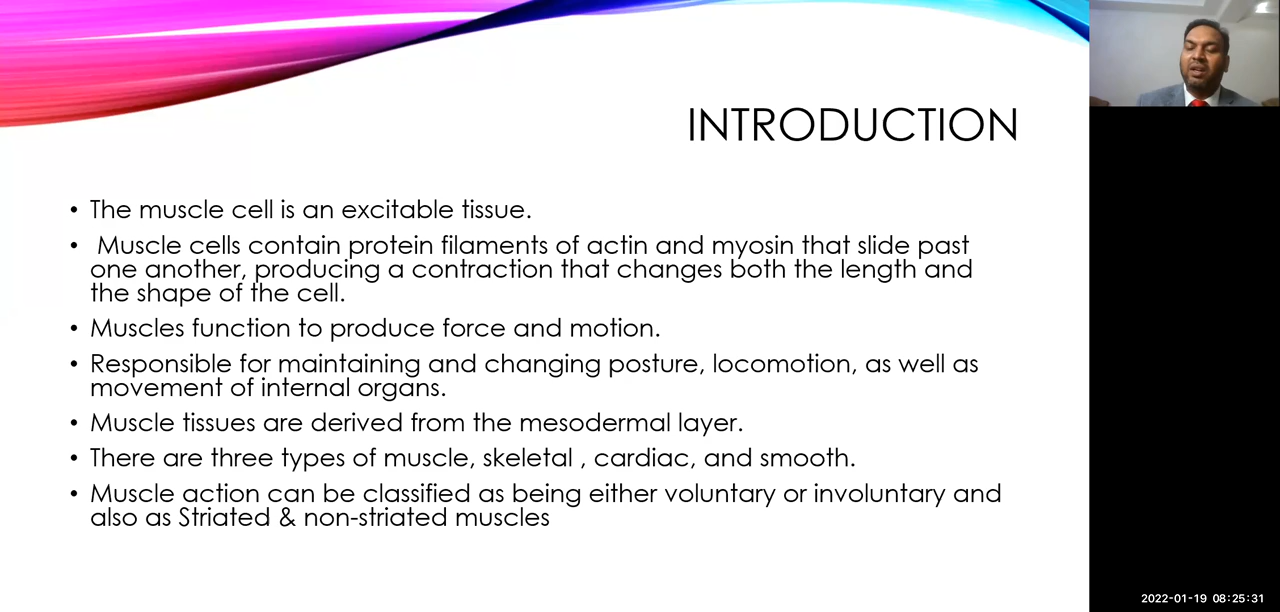 INTRODUCTION
• The muscle cell is an excitable tissue.
• Muscle cells contain protein filaments of actin and myosin that slide past
one another, producing a contraction that changes both the length and
the shape of the cell.
• Muscles function to produce force and motion.
• Responsible for maintaining and changing posture, locomotion, as well as
movement of internal organs.
• Muscle tissues are derived from the mesodermal layer.
• There are three types of muscle, skeletal , cardiac, and smooth.
• Muscle action can be classified as being either voluntary or involuntary and
also as Striated & non-striated muscles
2022-01-19 08:25:31